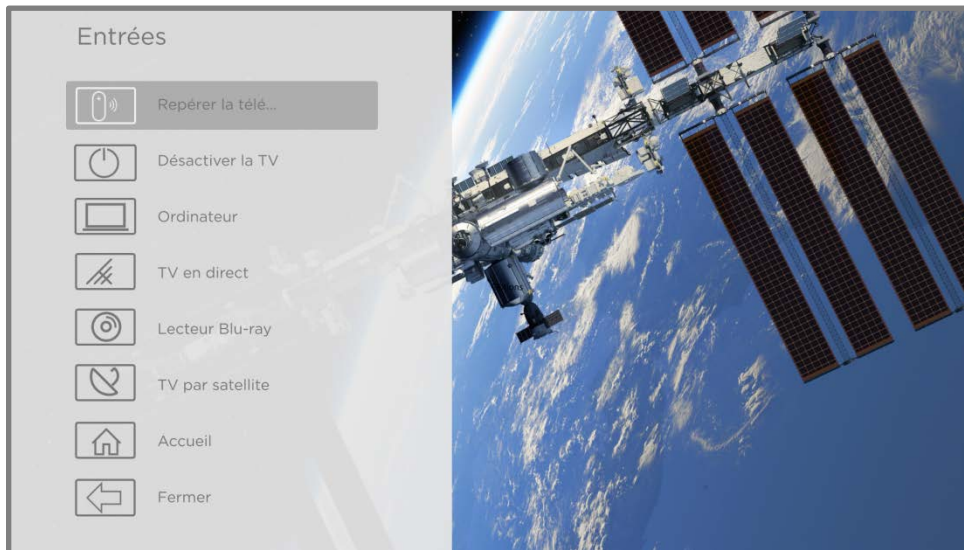 Entrées
Repérer la télé...
Désactiver la TV
Ordinateur
TV en direct
Lecteur Blu-ray
TV par satellite
Accueil
Fermer